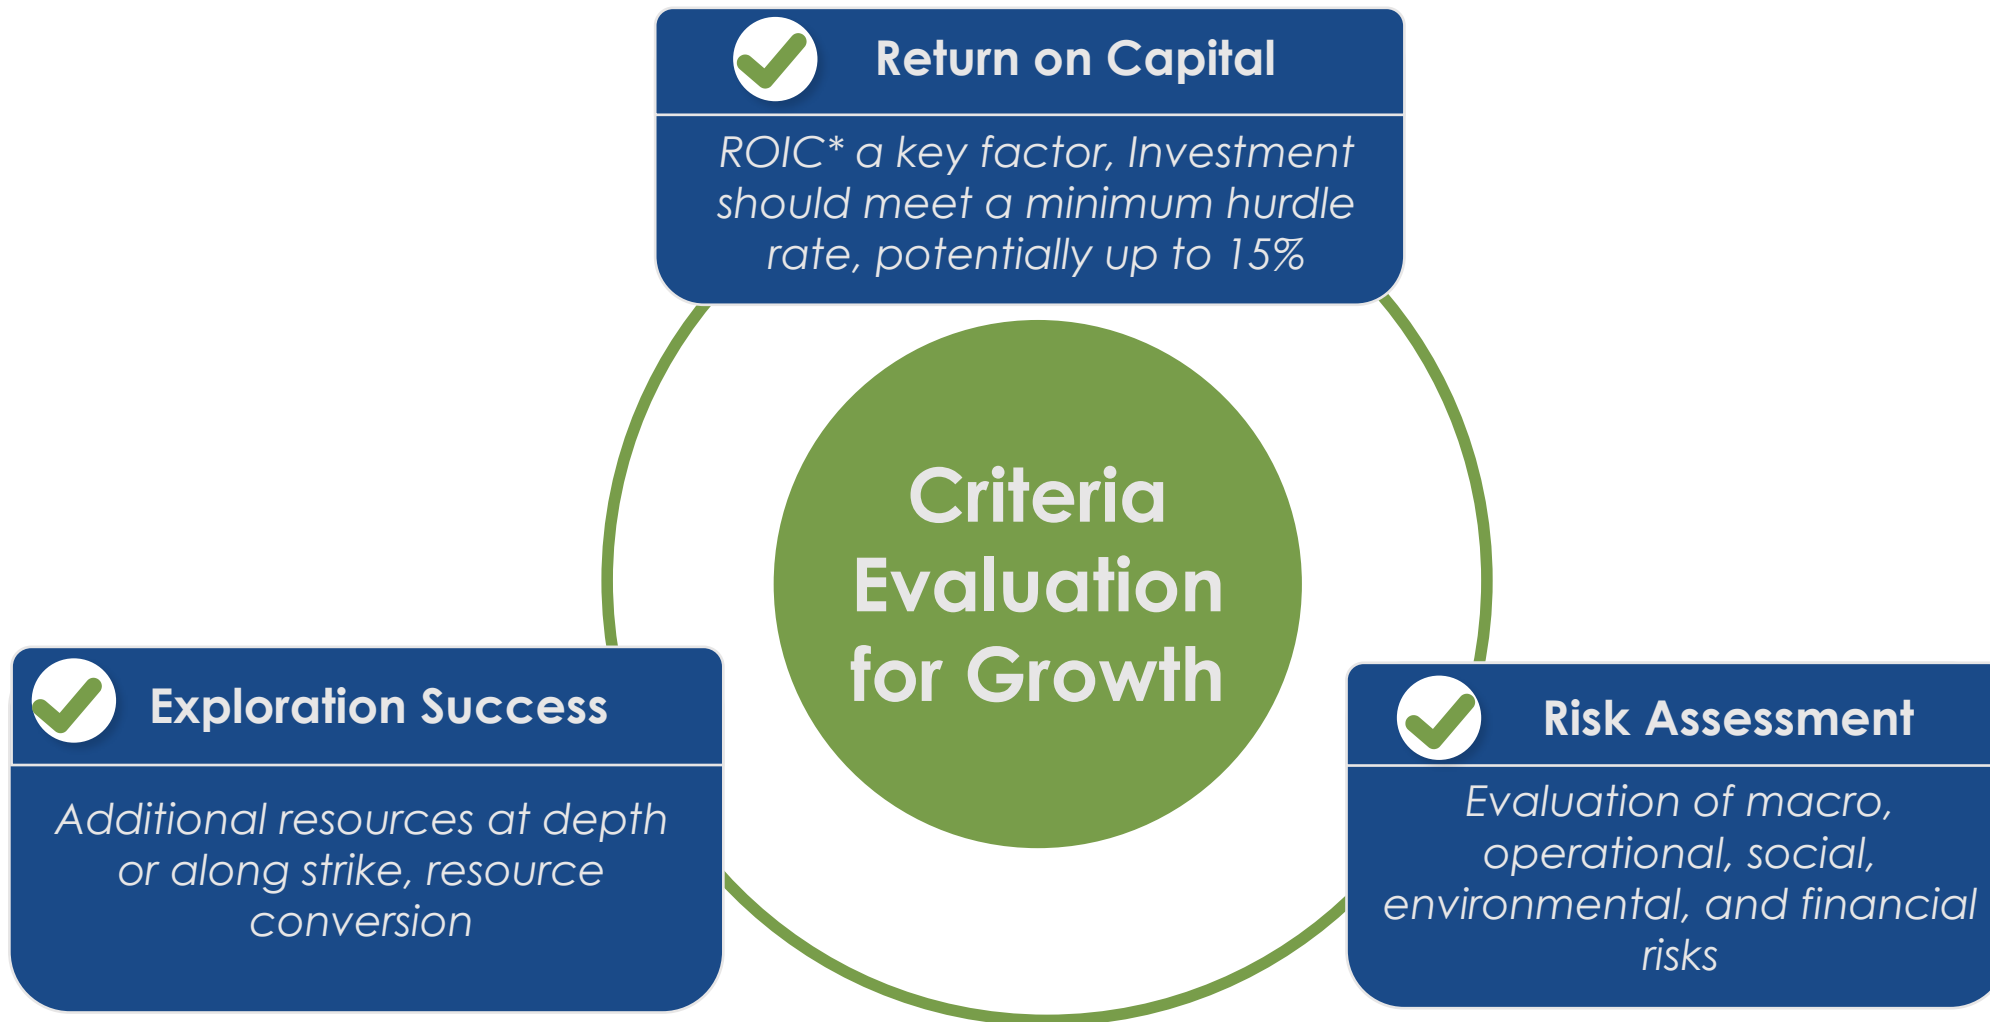 Return on Capital
ROIC* a key factor, Investment
should meet a minimum hurdle
rate, potentially up to 15%
Criteria
Evaluation
for Growth
Exploration Success
Additional resources at depth
or along strike, resource
conversion
Risk Assessment
Evaluation of macro,
operational, social,
environmental, and financial
risks